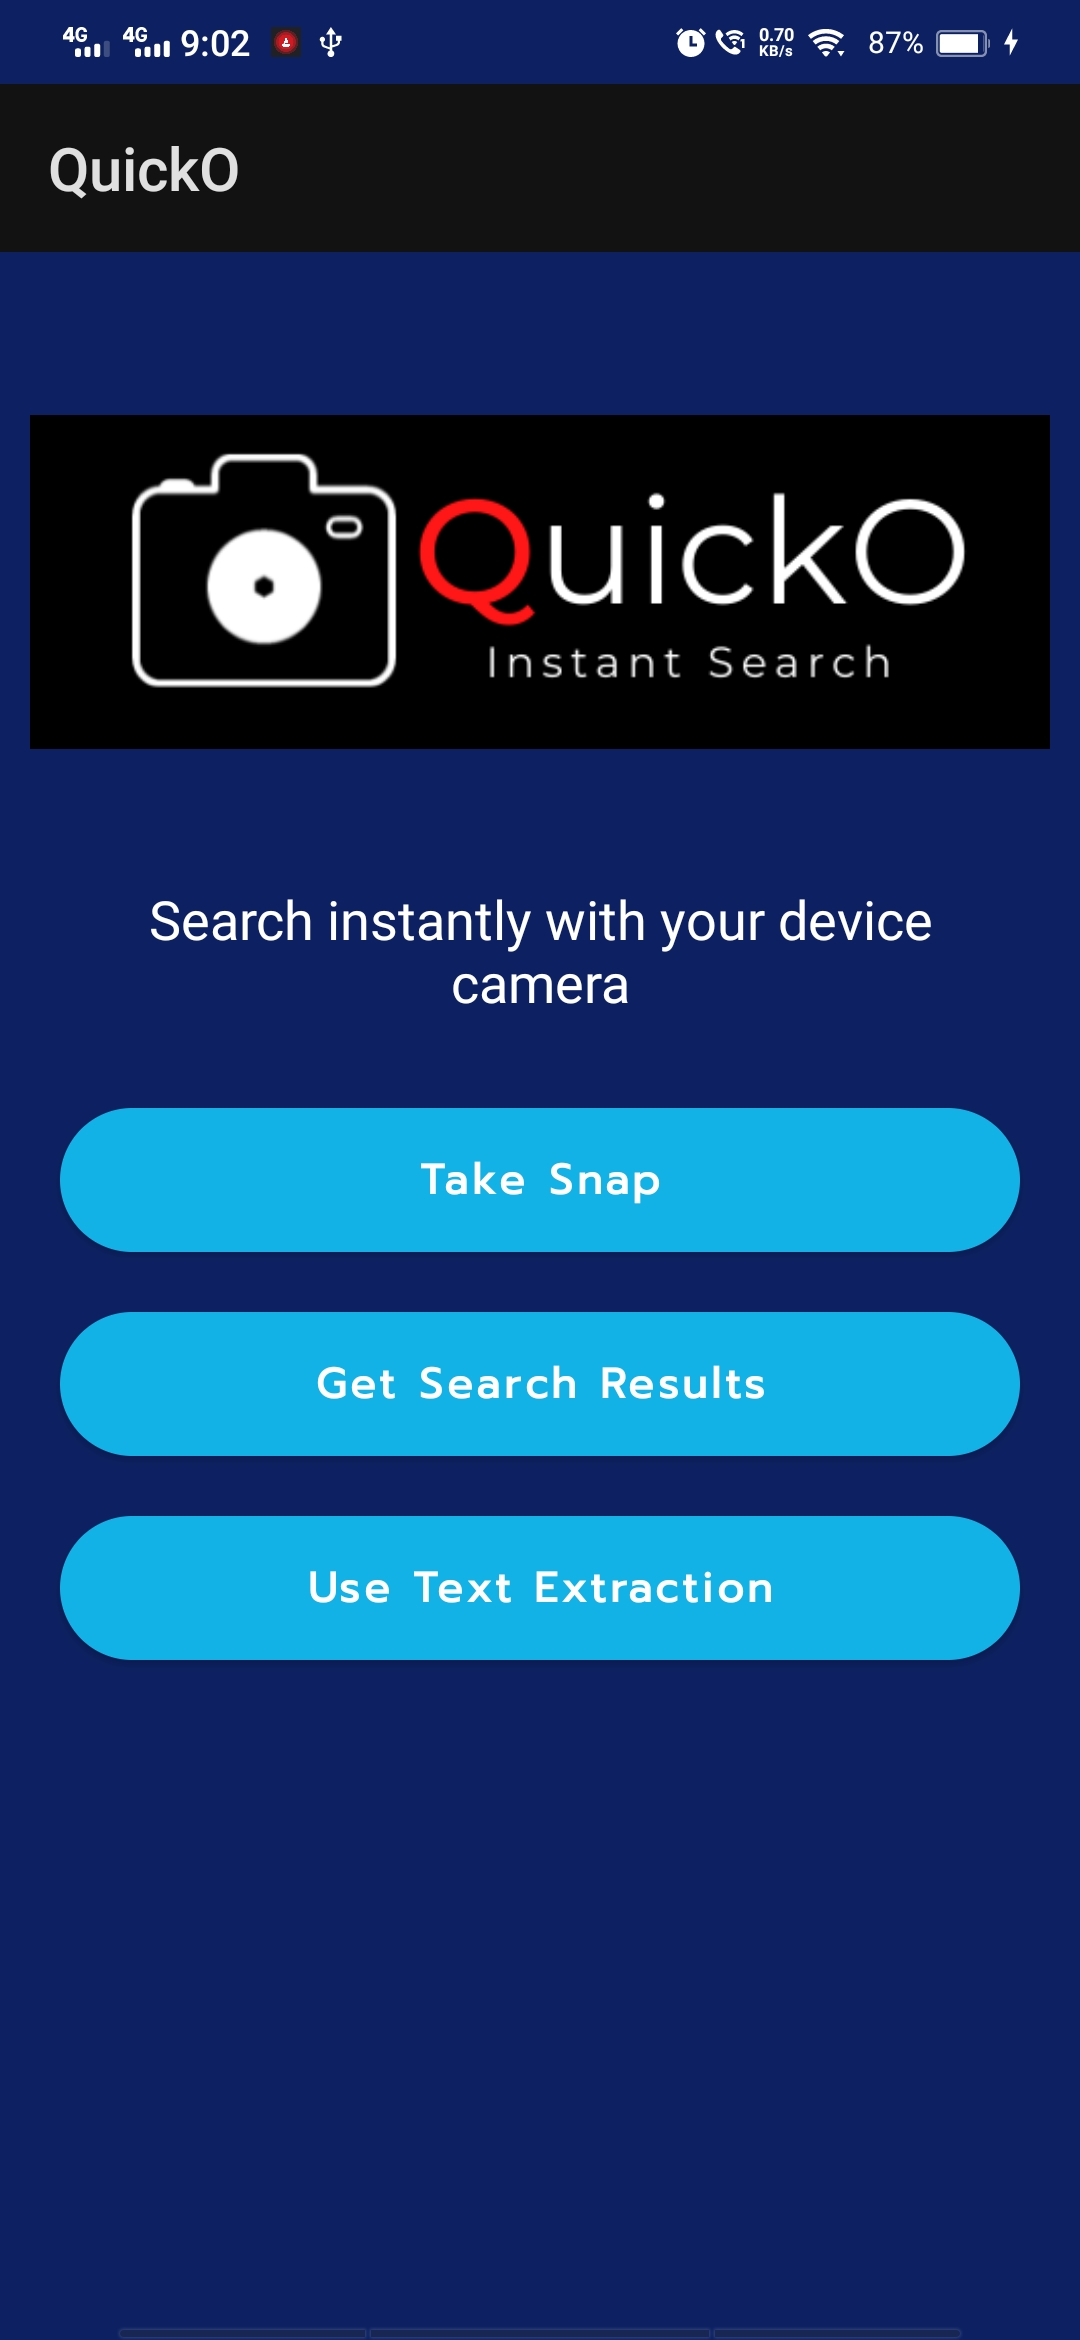 4G 4G 9:02 0.70 KB/s 87%
QuickO
QuickO
Instant Search
Search instantly with your device
camera
Take Snap
Get Search Results
Use Text Extraction